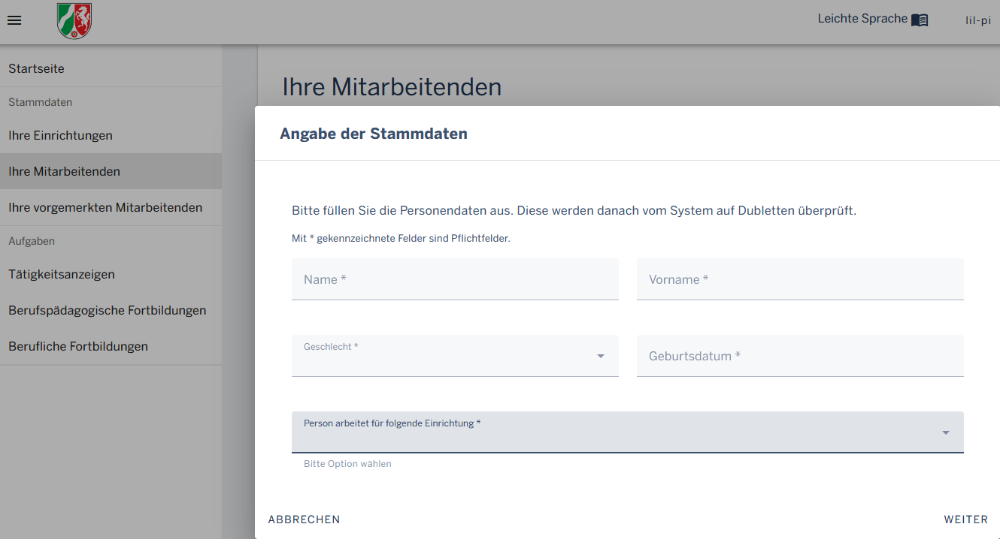 Leichte Sprache lil-pi
Startseite
Stammdaten
Ihre Einrichtungen
Ihre Mitarbeitenden
Ihre vorgemerkten Mitarbeitenden
Aufgaben
Tätigkeitsanzeigen
Berufspädagogische Fortbildungen
Berufliche Fortbildungen
Ihre Mitarbeitenden
Angabe der Stammdaten
Bitte füllen Sie die Personendaten aus. Diese werden danach vom System auf Dubletten überprüft.
Mit * gekennzeichnete Felder sind Pflichtfelder.
Name * Vorname *
Geschlecht * Geburtsdatum *
Person arbeitet für folgende Einrichtung *
Bitte Option wählen
ABBRECHEN WEITER